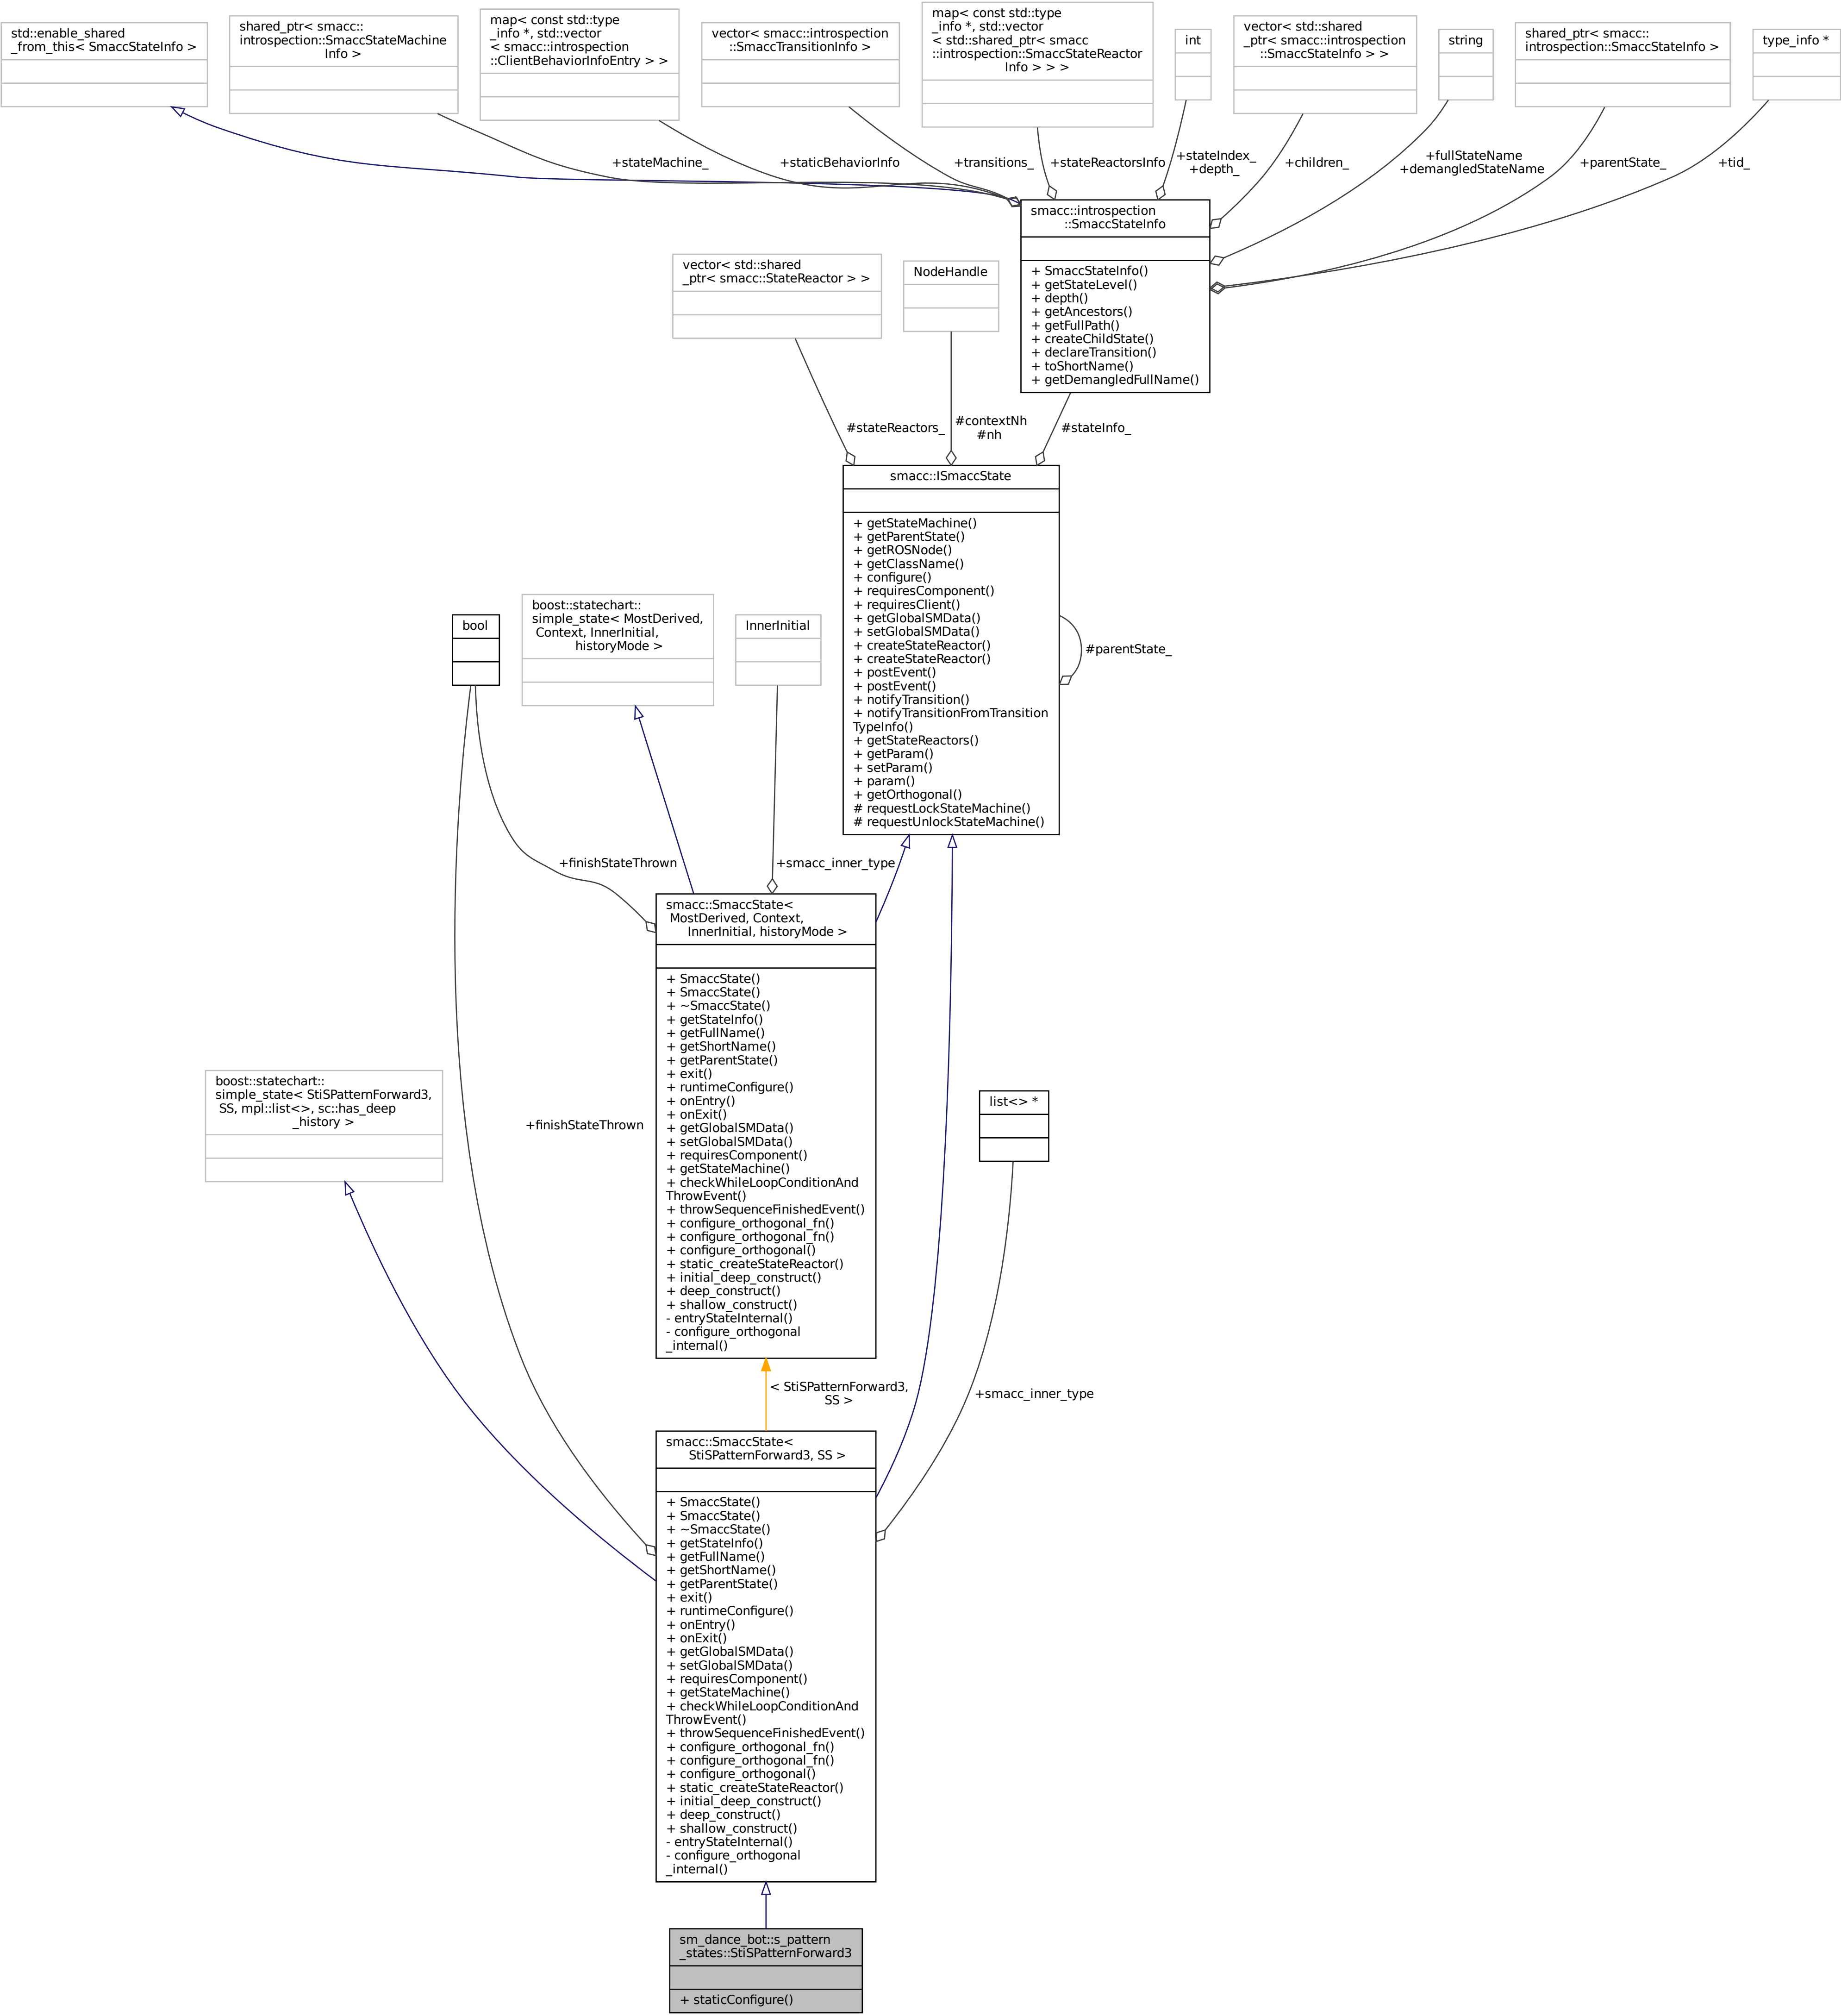 std::enable_shared
_from_this< SmaccStateInfo >
shared_ptr< smacc::
introspection::SmaccStateMachine
Info >
map< const std::type
_info *, std::vector
< smacc::introspection
::ClientBehaviorInfoEntry > >
vector< smacc::introspection
::SmaccTransitionInfo >
map< const std::type
_info *, std::vector
< std::shared_ptr< smacc
::introspection::SmaccStateReactor
Info > > >
int
vector< std::shared
_ptr< smacc::introspection
::SmaccStateInfo > >
string
shared_ptr< smacc::
introspection::SmaccStateInfo >
type_info *
+stateMachine_
+staticBehaviorInfo
+transitions_
+stateReactorsInfo
+stateIndex_
+depth_
+children_
+fullStateName
+demangledStateName
+parentState_
+tid_
smacc::introspection
::SmaccStateInfo
+ SmaccStateInfo()
+ getStateLevel()
+ depth()
+ getAncestors()
+ getFullPath()
+ createChildState()
+ declareTransition()
+ toShortName()
+ getDemangledFullName()
vector< std::shared
_ptr< smacc::StateReactor > >
NodeHandle
#stateReactors_
#contextNh
#nh
#stateInfo_
smacc::ISmaccState
+ getStateMachine()
+ getParentState()
+ getROSNode()
+ getClassName()
+ configure()
+ requiresComponent()
+ requiresClient()
+ getGlobalSMData()
+ setGlobalSMData()
+ createStateReactor()
+ createStateReactor()
+ postEvent()
+ postEvent()
+ notifyTransition()
+ notifyTransitionFromTransition
TypeInfo()
+ getStateReactors()
+ getParam()
+ setParam()
+ param()
+ getOrthogonal()
# requestLockStateMachine()
# requestUnlockStateMachine()
#parentState_
bool
boost::statechart::
simple_state< MostDerived,
Context, InnerInitial,
historyMode >
InnerInitial
+finishStateThrown
+smacc_inner_type
smacc::SmaccState<
MostDerived, Context,
InnerInitial, historyMode >
+ SmaccState()
+ SmaccState()
+ ~SmaccState()
+ getStateInfo()
+ getFullName()
+ getShortName()
+ getParentState()
+ exit()
+ runtimeConfigure()
+ onEntry()
+ onExit()
+ getGlobalSMData()
+ setGlobalSMData()
+ requiresComponent()
+ getStateMachine()
+ checkWhileLoopConditionAnd
ThrowEvent()
+ throwSequenceFinishedEvent()
+ configure_orthogonal_fn()
+ configure_orthogonal_fn()
+ configure_orthogonal()
+ static_createStateReactor()
+ initial_deep_construct()
+ deep_construct()
+ shallow_construct()
- entryStateInternal()
- configure_orthogonal
_internal()
boost::statechart::
simple_state< StiSPatternForward3,
SS, mpl::list<>, sc::has_deep
_history >
+finishStateThrown
list<> *
< StiSPatternForward3,
SS >
+smacc_inner_type
smacc::SmaccState<
StiSPatternForward3, SS >
+ SmaccState()
+ SmaccState()
+ ~SmaccState()
+ getStateInfo()
+ getFullName()
+ getShortName()
+ getParentState()
+ exit()
+ runtimeConfigure()
+ onEntry()
+ onExit()
+ getGlobalSMData()
+ setGlobalSMData()
+ requiresComponent()
+ getStateMachine()
+ checkWhileLoopConditionAnd
ThrowEvent()
+ throwSequenceFinishedEvent()
+ configure_orthogonal_fn()
+ configure_orthogonal_fn()
+ configure_orthogonal()
+ static_createStateReactor()
+ initial_deep_construct()
+ deep_construct()
+ shallow_construct()
- entryStateInternal()
- configure_orthogonal
_internal()
sm_dance_bot::s_pattern
_states::StiSPatternForward3
+ staticConfigure()